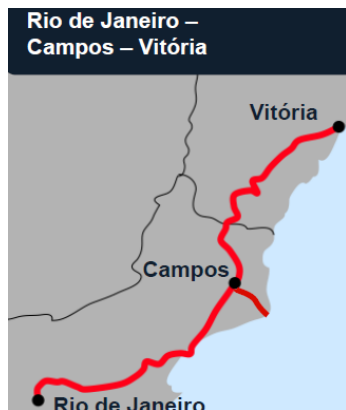 Rio de Janeiro –
Campos – Vitória
Vitória
Campos
Rio de Janeiro